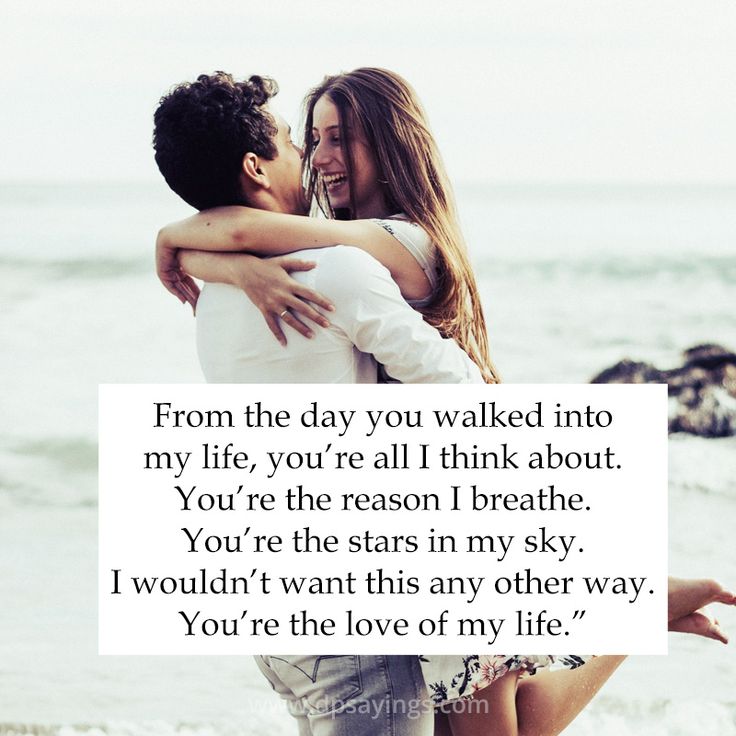 From the day you walked into
my life, you’re all I think about.
You’re the reason I breathe.
You’re the stars in my sky.
I wouldn’t want this any other way.
You’re the love of my life.”
www.dpsayings.com